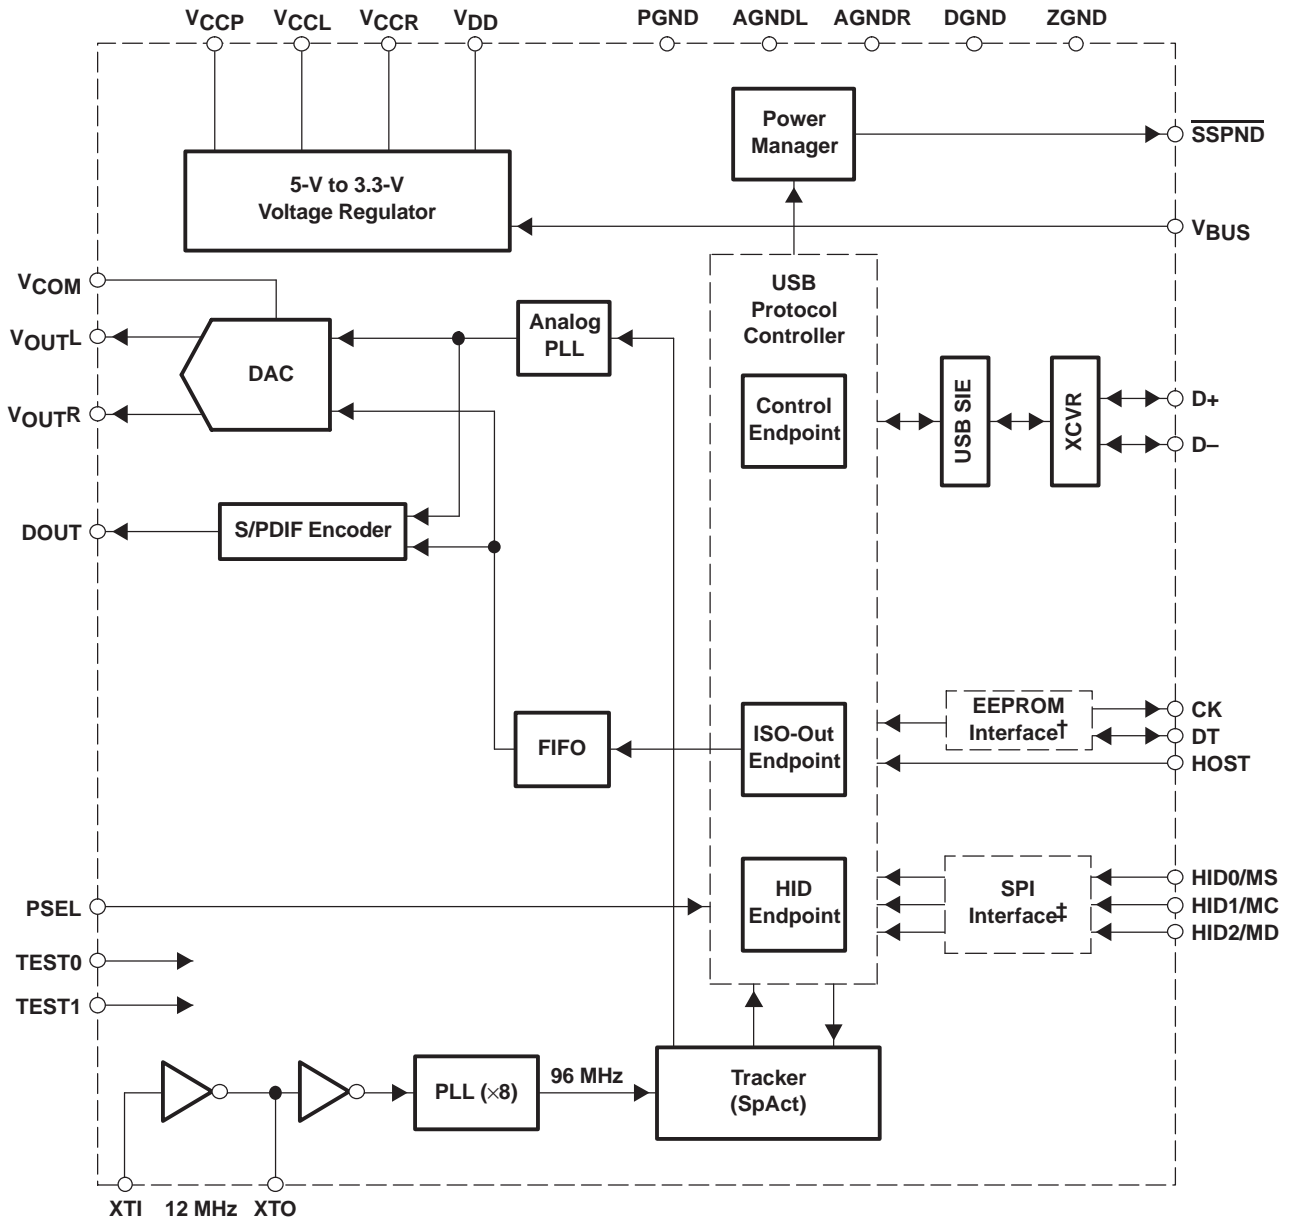 VCCP VCCL VCCR VDD PGND AGNDL AGNDR DGND ZGND
Power
Manager
SSPND
5-V to 3.3-V
Voltage Regulator
VBUS
VCOM
USB
Protocol
Controller
VOUTL
Analog
PLL
DAC
VOUTR
Control
Endpoint
USB SIE
XCVR
D+
D–
DOUT
S/PDIF Encoder
EEPROM
Interface†
CK
DT
HOST
FIFO
ISO-Out
Endpoint
HID
Endpoint
SPI
Interface‡
HID0/MS
HID1/MC
HID2/MD
PSEL
TEST0
TEST1
PLL (×8)
96 MHz
Tracker
(SpAct)
XTI 12 MHz XTO